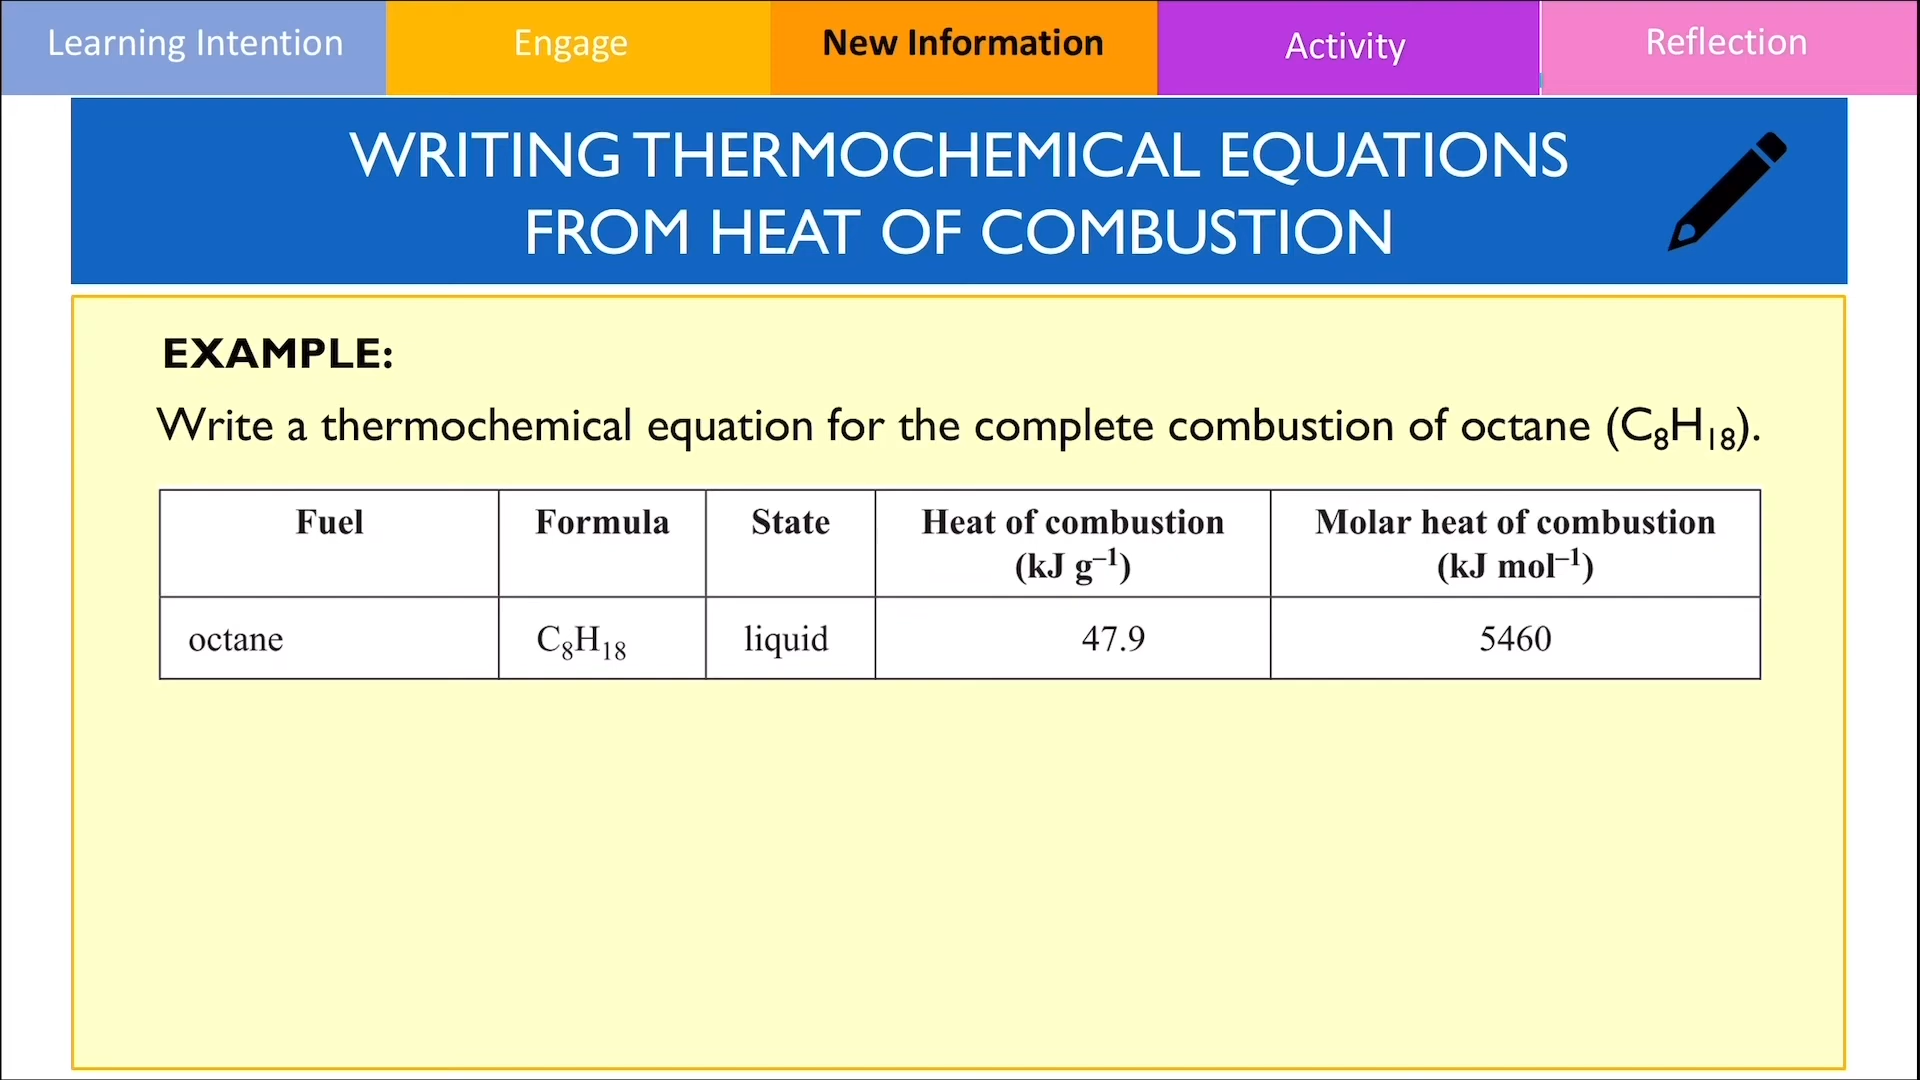 Learning Intention Engage New Information Activity Reflection
WRITING THERMOCHEMICAL EQUATIONS
FROM HEAT OF COMBUSTION
EXAMPLE:
Write a thermochemical equation for the complete combustion of octane (C₈H₁₈).
Fuel Formula State Heat of combustion (kJ g⁻¹) Molar heat of combustion (kJ mol⁻¹)
octane C₈H₁₈ liquid 47.9 5460